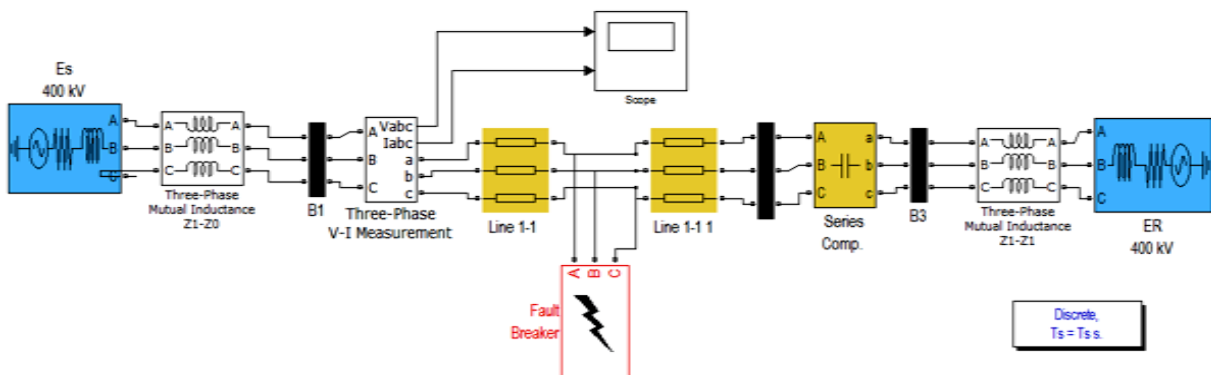 Es
400 kV
A
B
C
A
B
C
A
B
C
Three-Phase
Mutual Inductance
Z1-Z0
B1
A
B
C
Vabc
Iabc
a
b
c
Three-Phase
V-I Measurement
Scope
Line 1-1
Line 1-1 1
A
B
C
Fault
Breaker
A
B
C
a
b
c
Series
Comp.
B3
A
B
C
A
B
C
Three-Phase
Mutual Inductance
Z1-Z1
A
B
C
ER
400 kV
Discrete,
Ts = Ts s.